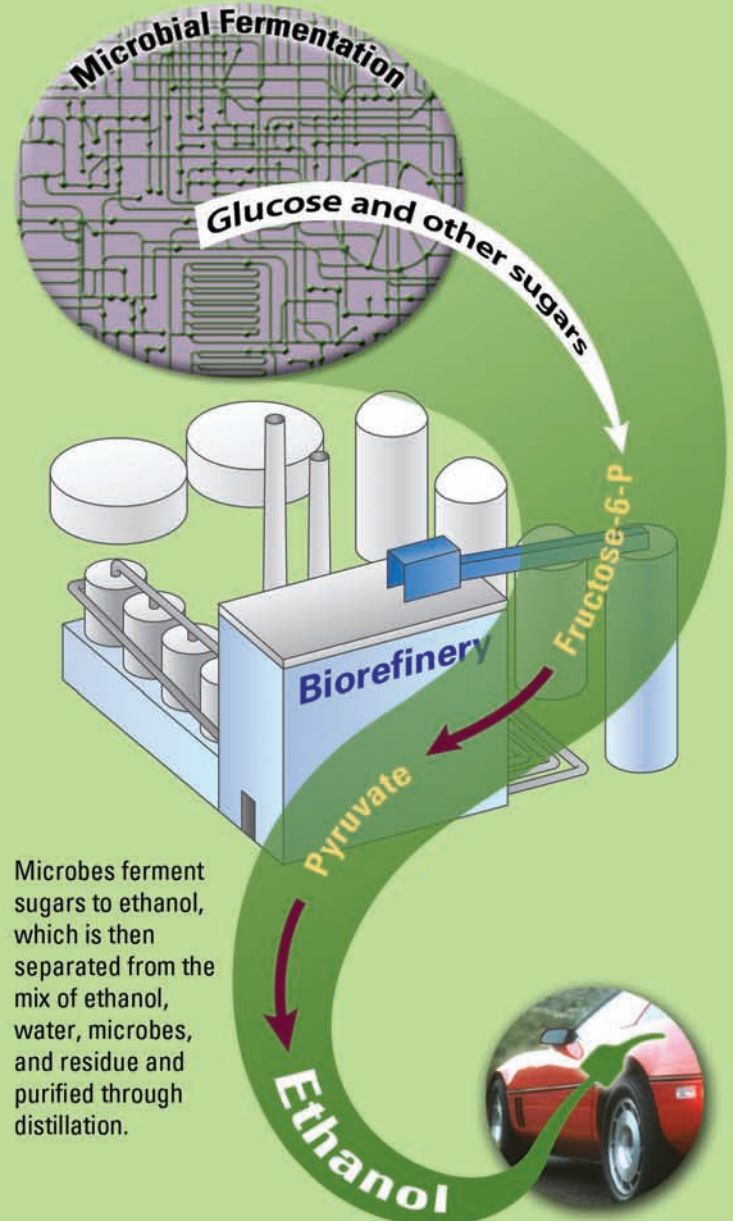 Microbial Fermentation
Glucose and other sugars
Fructose-6-P
Biorefinery
Pyruvate
Microbes ferment
sugars to ethanol,
which is then
separated from the
mix of ethanol,
water, microbes,
and residue and
purified through
distillation.
Ethanol